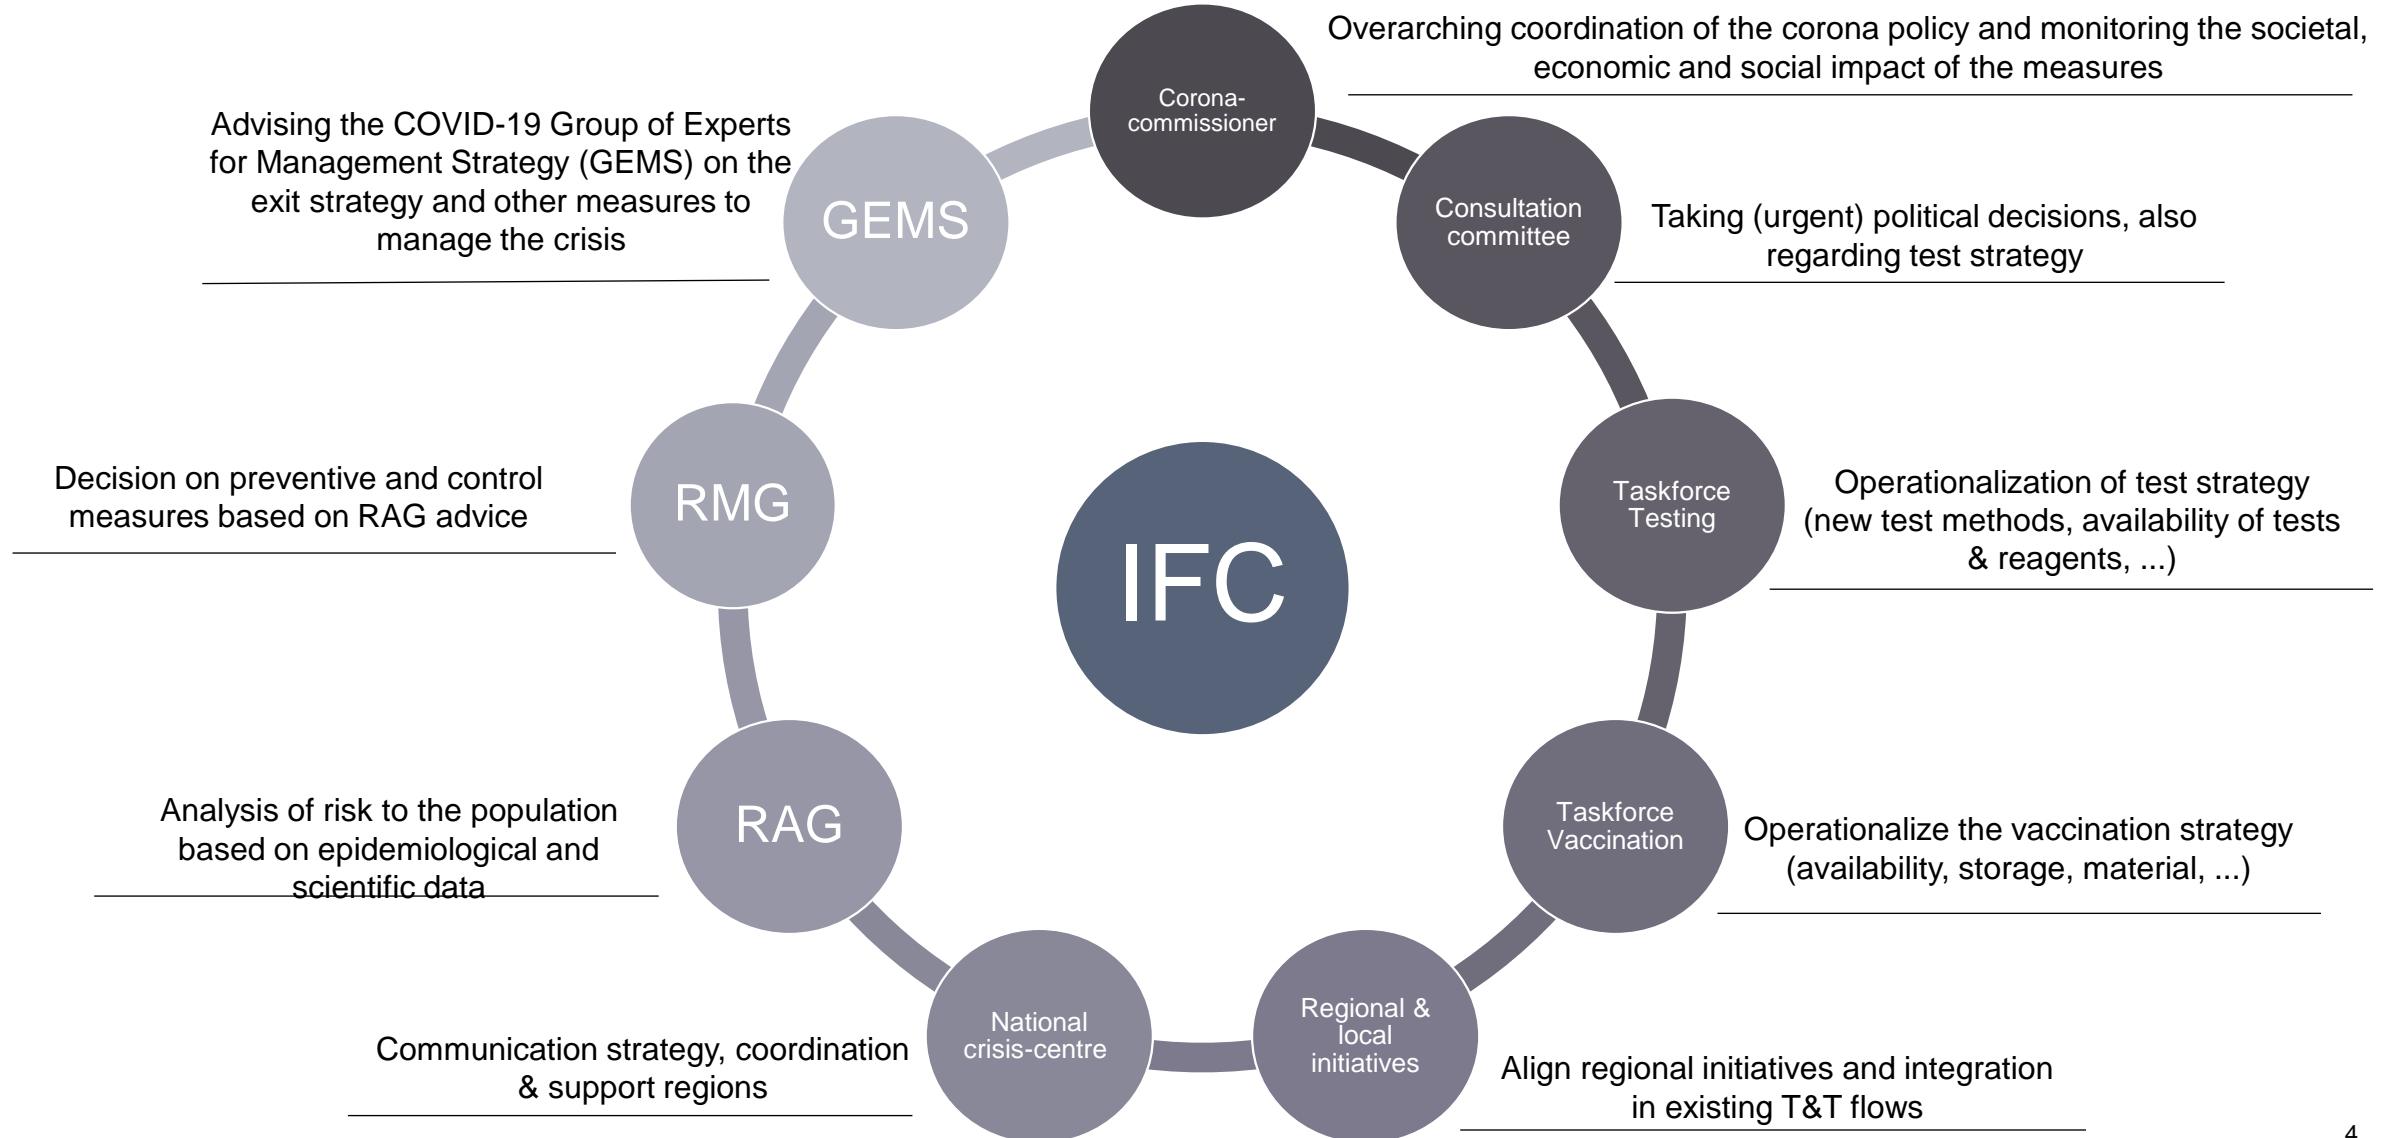 Corona-
commissioner
Overarching coordination of the corona policy and monitoring the societal,
economic and social impact of the measures
Consultation
committee
Taking (urgent) political decisions, also
regarding test strategy
Taskforce
Testing
Operationalization of test strategy
(new test methods, availability of tests
& reagents, ...)
Taskforce
Vaccination
Operationalize the vaccination strategy
(availability, storage, material, ...)
Regional &
local
initiatives
Align regional initiatives and integration
in existing T&T flows
National
crisis-centre
Communication strategy, coordination
& support regions
RAG
Analysis of risk to the population
based on epidemiological and
scientific data
RMG
Decision on preventive and control
measures based on RAG advice
GEMS
Advising the COVID-19 Group of Experts
for Management Strategy (GEMS) on the
exit strategy and other measures to
manage the crisis
IFC
4